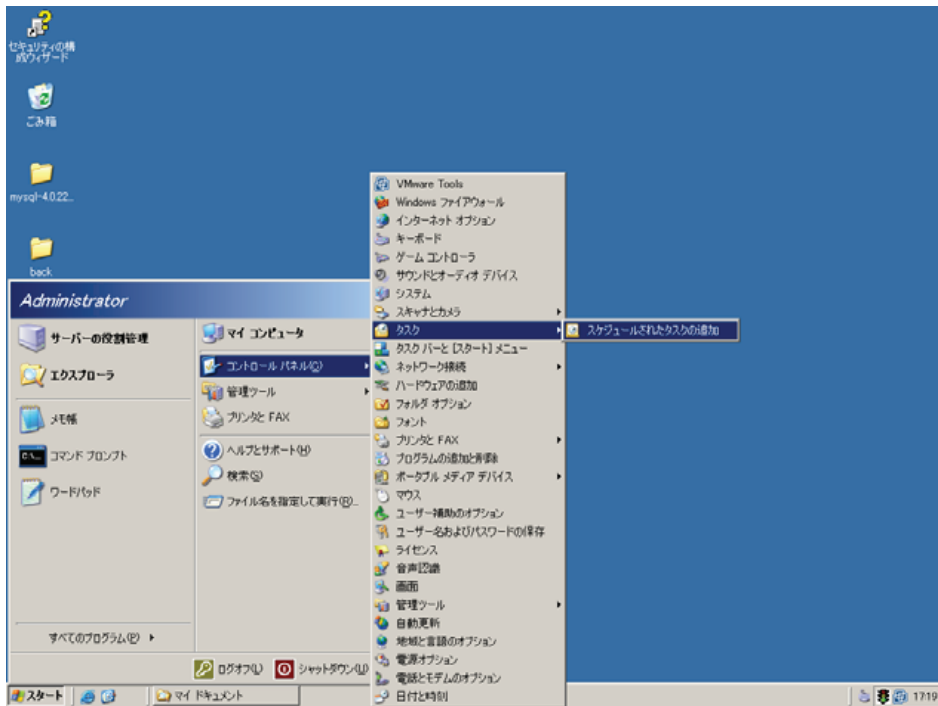 セキュリティの構
成ウィザード
ごみ箱
mysql-4.0.22...
back
Administrator
サーバーの役割管理
エクスプローラ
メモ帳
コマンド プロンプト
ワードパッド
すべてのプログラム(P)
マイ コンピュータ
コントロール パネル(C)
管理ツール
プリンタと FAX
ヘルプとサポート(H)
検索(S)
ファイル名を指定して実行(R)...
ログオフ(L)
シャットダウン(U)
VMware Tools
Windows ファイアウォール
インターネット オプション
キーボード
ゲーム コントローラ
サウンドとオーディオ デバイス
システム
スキャナとカメラ
タスク
タスク バーと [スタート] メニュー
ネットワーク接続
ハードウェアの追加
フォルダ オプション
フォント
プリンタと FAX
プログラムの追加と削除
ポータブル メディア デバイス
マウス
ユーザー補助のオプション
ユーザー名およびパスワードの保存
ライセンス
音声認識
画面
管理ツール
自動更新
地域と言語のオプション
電源オプション
電話とモデムのオプション
日付と時刻
スケジュールされたタスクの追加
スタート
マイ ドキュメント
17:19